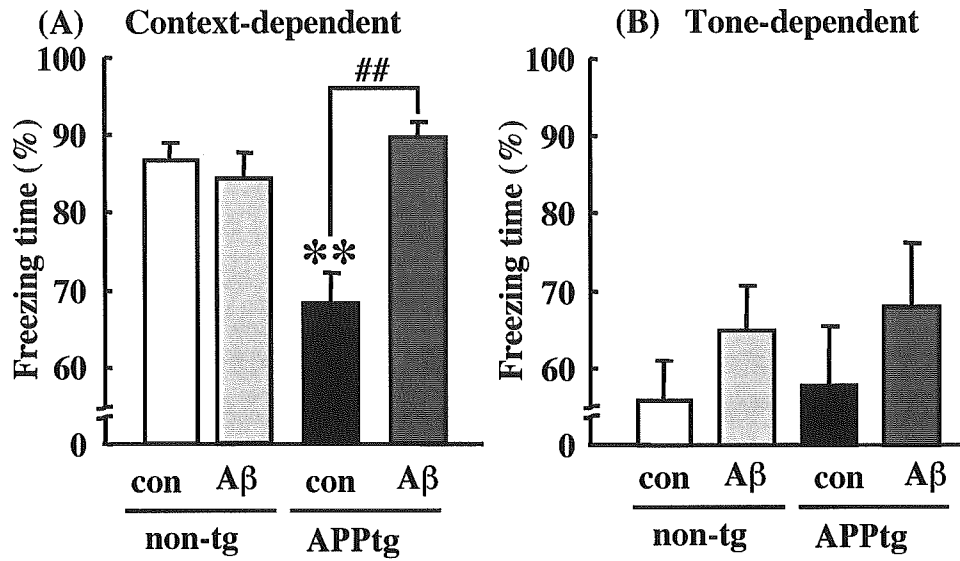 (A) Context-dependent
100
90
80
70
60
0
Freezing time (%)
##
**
con Aβ con Aβ
non-tg APPtg
(B) Tone-dependent
100
90
80
70
60
0
Freezing time (%)
con Aβ con Aβ
non-tg APPtg